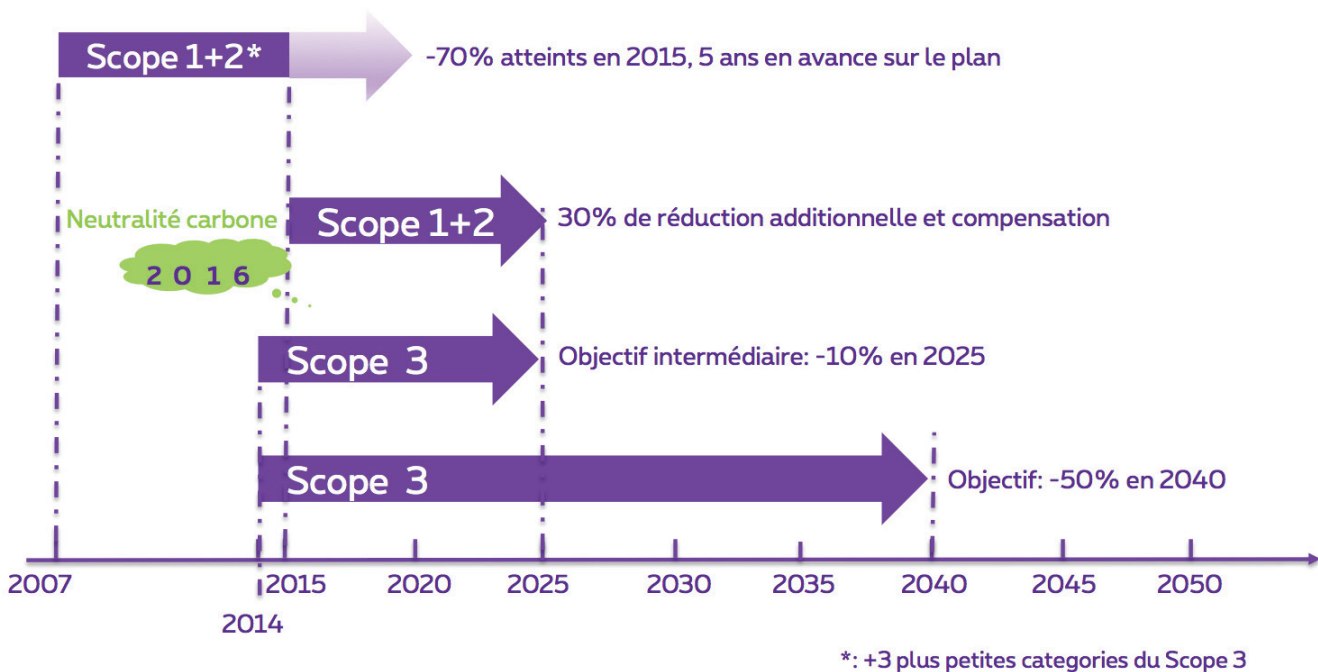 Scope 1+2*
-70% atteints en 2015, 5 ans en avance sur le plan
Neutralité carbone
2 0 1 6
Scope 1+2
30% de réduction additionnelle et compensation
Scope 3
Objectif intermédiaire: -10% en 2025
Scope 3
Objectif: -50% en 2040
2007 2015 2020 2025 2030 2035 2040 2045 2050
2014
*: +3 plus petites categories du Scope 3